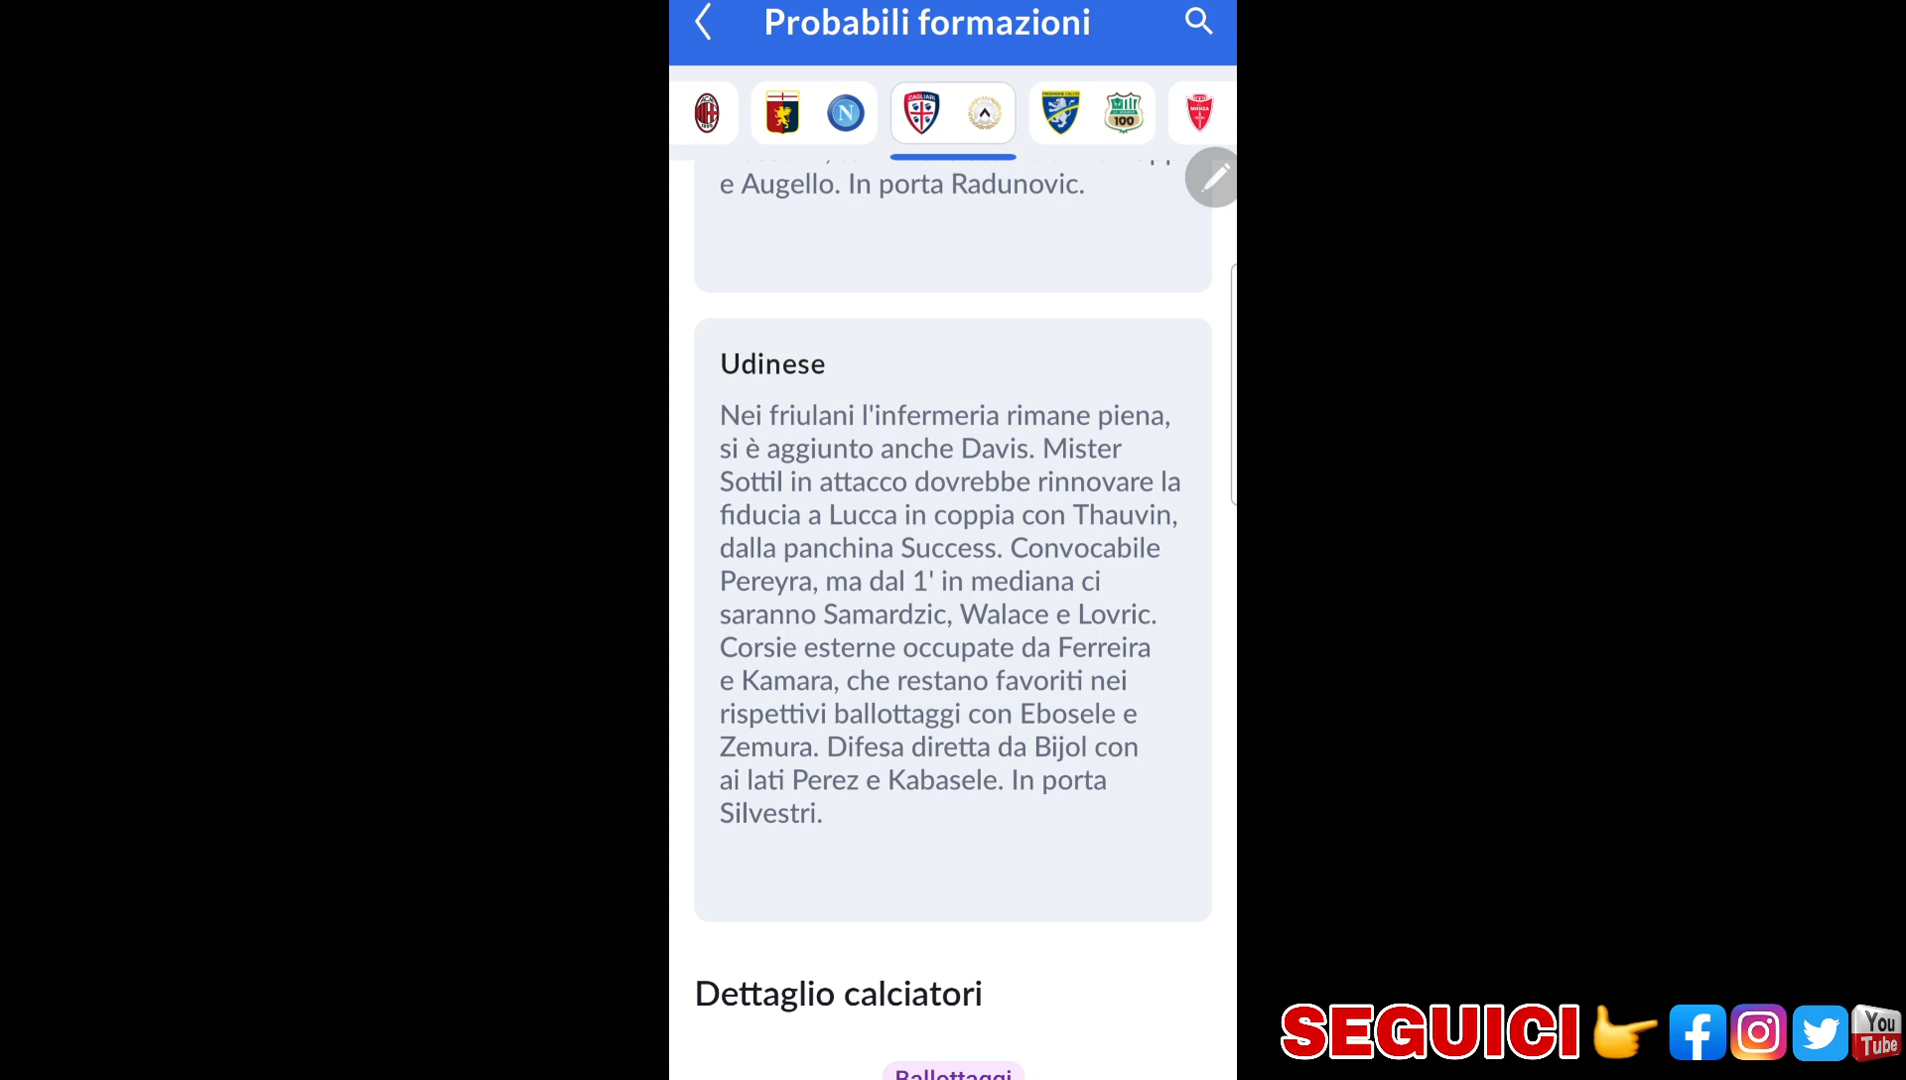 Probabili formazioni
N
CAGLIARI
100
MONZA
e Augello. In porta Radunovic.
Udinese
Nei friulani l'infermeria rimane piena,
si è aggiunto anche Davis. Mister
Sottil in attacco dovrebbe rinnovare la
fiducia a Lucca in coppia con Thauvin,
dalla panchina Success. Convocabile
Pereyra, ma dal 1' in mediana ci
saranno Samardzic, Walace e Lovric.
Corsie esterne occupate da Ferreira
e Kamara, che restano favoriti nei
rispettivi ballottaggi con Ebosele e
Zemura. Difesa diretta da Bijol con
ai lati Perez e Kabasele. In porta
Silvestri.
Dettaglio calciatori
Ballottaggi
SEGUICI
You
Tube